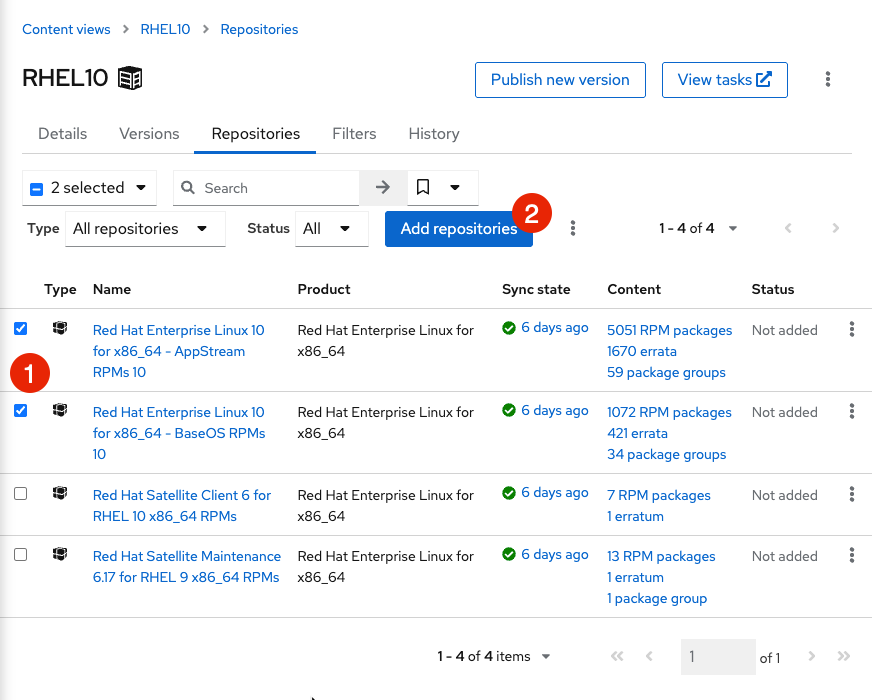 Content views > RHEL10 > Repositories
RHEL10
Publish new version
View tasks
Details Versions Repositories Filters History
2 selected
Search
Type All repositories Status All Add repositories 2 1 - 4 of 4
Type Name Product Sync state Content Status
Red Hat Enterprise Linux 10
for x86_64 - AppStream
RPMs 10
Red Hat Enterprise Linux for
x86_64
6 days ago
5051 RPM packages
1670 errata
59 package groups
Not added
1
Red Hat Enterprise Linux 10
for x86_64 - BaseOS RPMs
10
Red Hat Enterprise Linux for
x86_64
6 days ago
1072 RPM packages
421 errata
34 package groups
Not added
Red Hat Satellite Client 6 for
RHEL 10 x86_64 RPMs
Red Hat Enterprise Linux for
x86_64
6 days ago
7 RPM packages
1 erratum
Not added
Red Hat Satellite Maintenance
6.17 for RHEL 9 x86_64 RPMs
Red Hat Enterprise Linux for
x86_64
6 days ago
13 RPM packages
1 erratum
1 package group
Not added
1 - 4 of 4 items
1 of 1